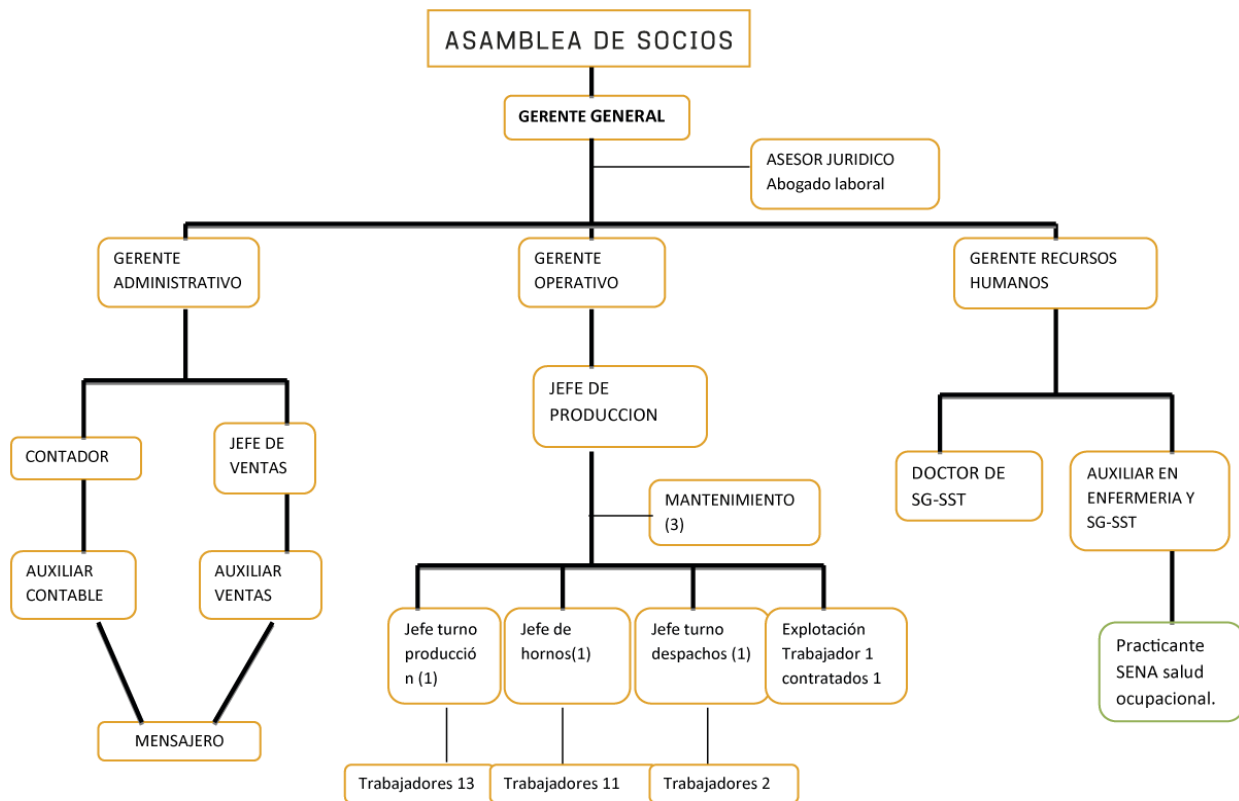 ASAMBLEA DE SOCIOS
GERENTE GENERAL
ASESOR JURIDICO
Abogado laboral
GERENTE
ADMINISTRATIVO
GERENTE
OPERATIVO
GERENTE RECURSOS
HUMANOS
JEFE DE
PRODUCCION
CONTADOR
JEFE DE
VENTAS
DOCTOR DE
SG-SST
AUXILIAR EN
ENFERMERIA Y
SG-SST
MANTENIMIENTO
(3)
AUXILIAR
CONTABLE
AUXILIAR
VENTAS
Jefe turno
producció
n (1)
Jefe de
hornos(1)
Jefe turno
despachos (1)
Explotación
Trabajador 1
contratados 1
Practicante
SENA salud
ocupacional.
MENSAJERO
Trabajadores 13
Trabajadores 11
Trabajadores 2